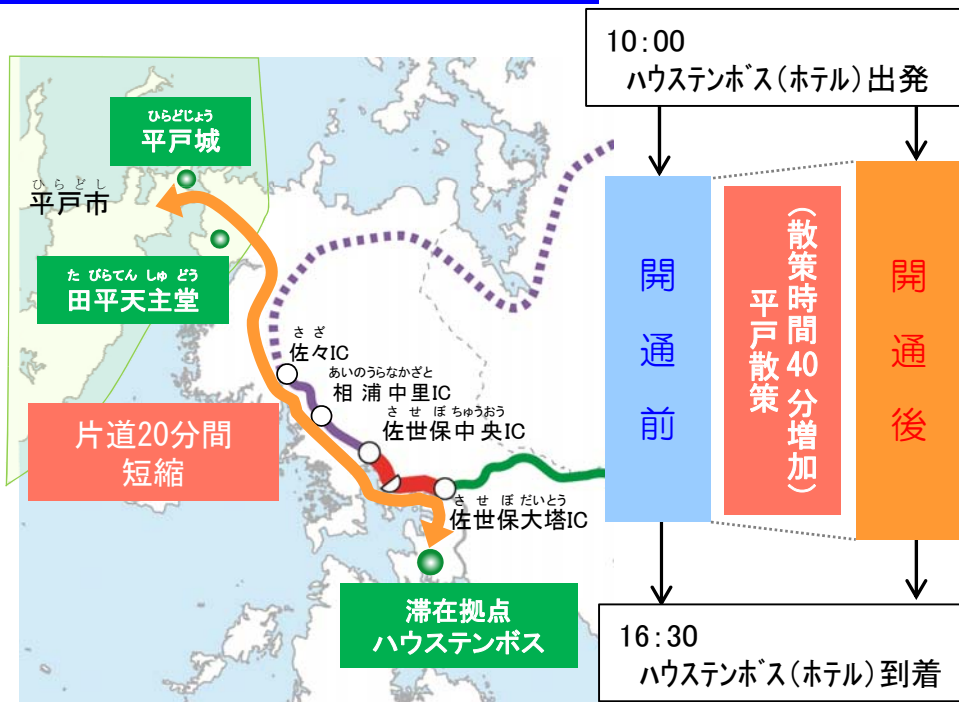 ひらどじょう
平戸城
ひらどし
平戸市
たびらてんしゅどう
田平天主堂
さざ
佐々IC
あいのうらなかざと
相浦中里IC
させぼちゅうおう
佐世保中央IC
させぼだいとう
佐世保大塔IC
片道20分間
短縮
滞在拠点
ハウステンボス
10:00
ハウステンボス(ホテル)出発
開通前
平戸散策
(散策時間40分増加)
開通後
16:30
ハウステンボス(ホテル)到着